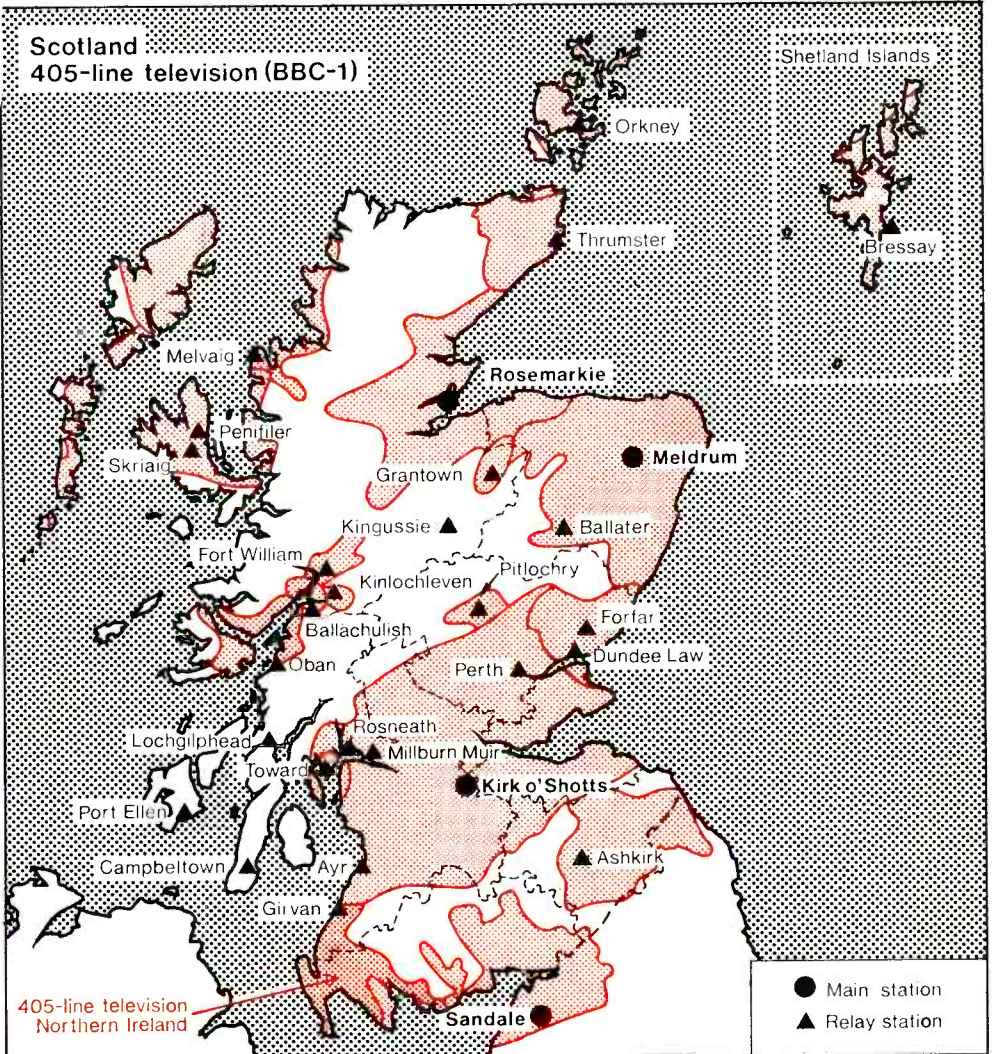 Scotland
405-line television (BBC-1)
Shetland Islands
Orkney
Thrumster
Bressay
Melvaig
Rosemarkie
Penifiler
Meldrum
Skriaig
Grantown
Kingussie
Ballater
Fort William
Pitlochry
Kinlochleven
Forfar
Ballachulish
Dundee Law
Oban
Perth
Rosneath
Lochgilphead
Millburn Muir
Toward
Kirk o'Shotts
Port Ellen
Ashkirk
Campbeltown
Ayr
Girvan
405-line television
Northern Ireland
Sandale
Main station
Relay station